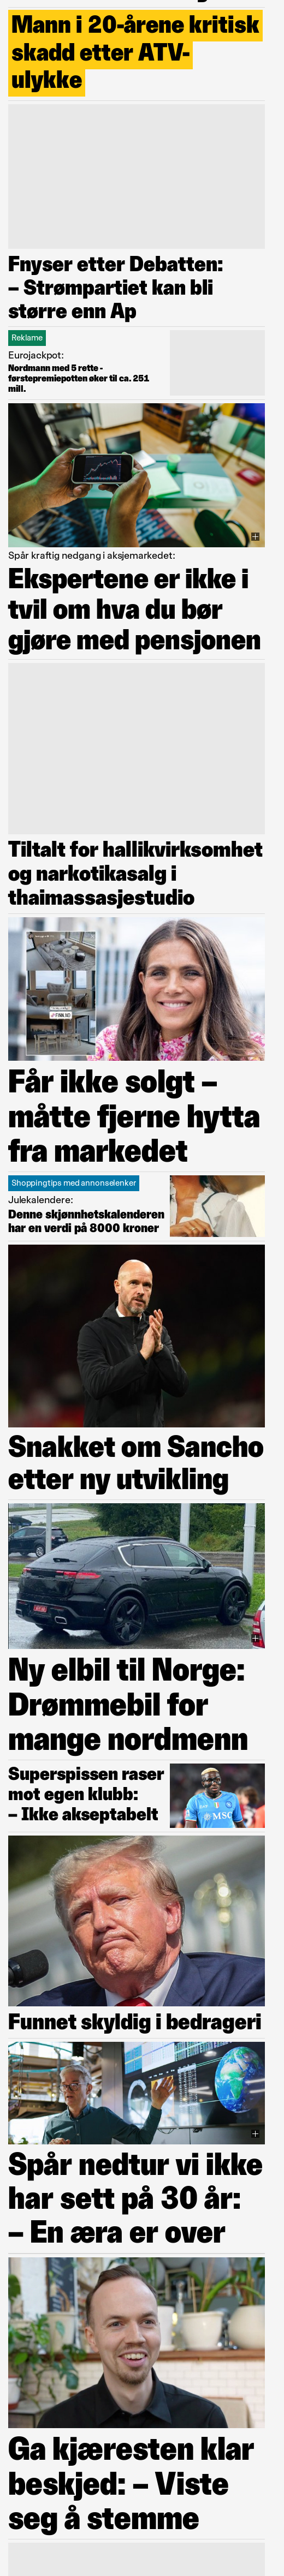 Mann i 20-årene kritisk
skadd etter ATV-
ulykke
Fnyser etter Debatten:
– Strømpartiet kan bli
større enn Ap
Reklame
Eurojackpot:
Nordmann med 5 rette -
førstepremiepotten øker til ca. 251
mill.
Spår kraftig nedgang i aksjemarkedet:
Ekspertene er ikke i
tvil om hva du bør
gjøre med pensjonen
Tiltalt for hallikvirksomhet
og narkotikasalg i
thaimassasjestudio
FINN.NO
Får ikke solgt –
måtte fjerne hytta
fra markedet
Shoppingtips med annonselenker
Julekalendere:
Denne skjønnhetskalenderen
har en verdi på 8000 kroner
Snakket om Sancho
etter ny utvikling
Ny elbil til Norge:
Drømmebil for
mange nordmenn
Superspissen raser
mot egen klubb:
– Ikke akseptabelt
MSC
Funnet skyldig i bedrageri
Spår nedtur vi ikke
har sett på 30 år:
– En æra er over
Ga kjæresten klar
beskjed: – Viste
seg å stemme